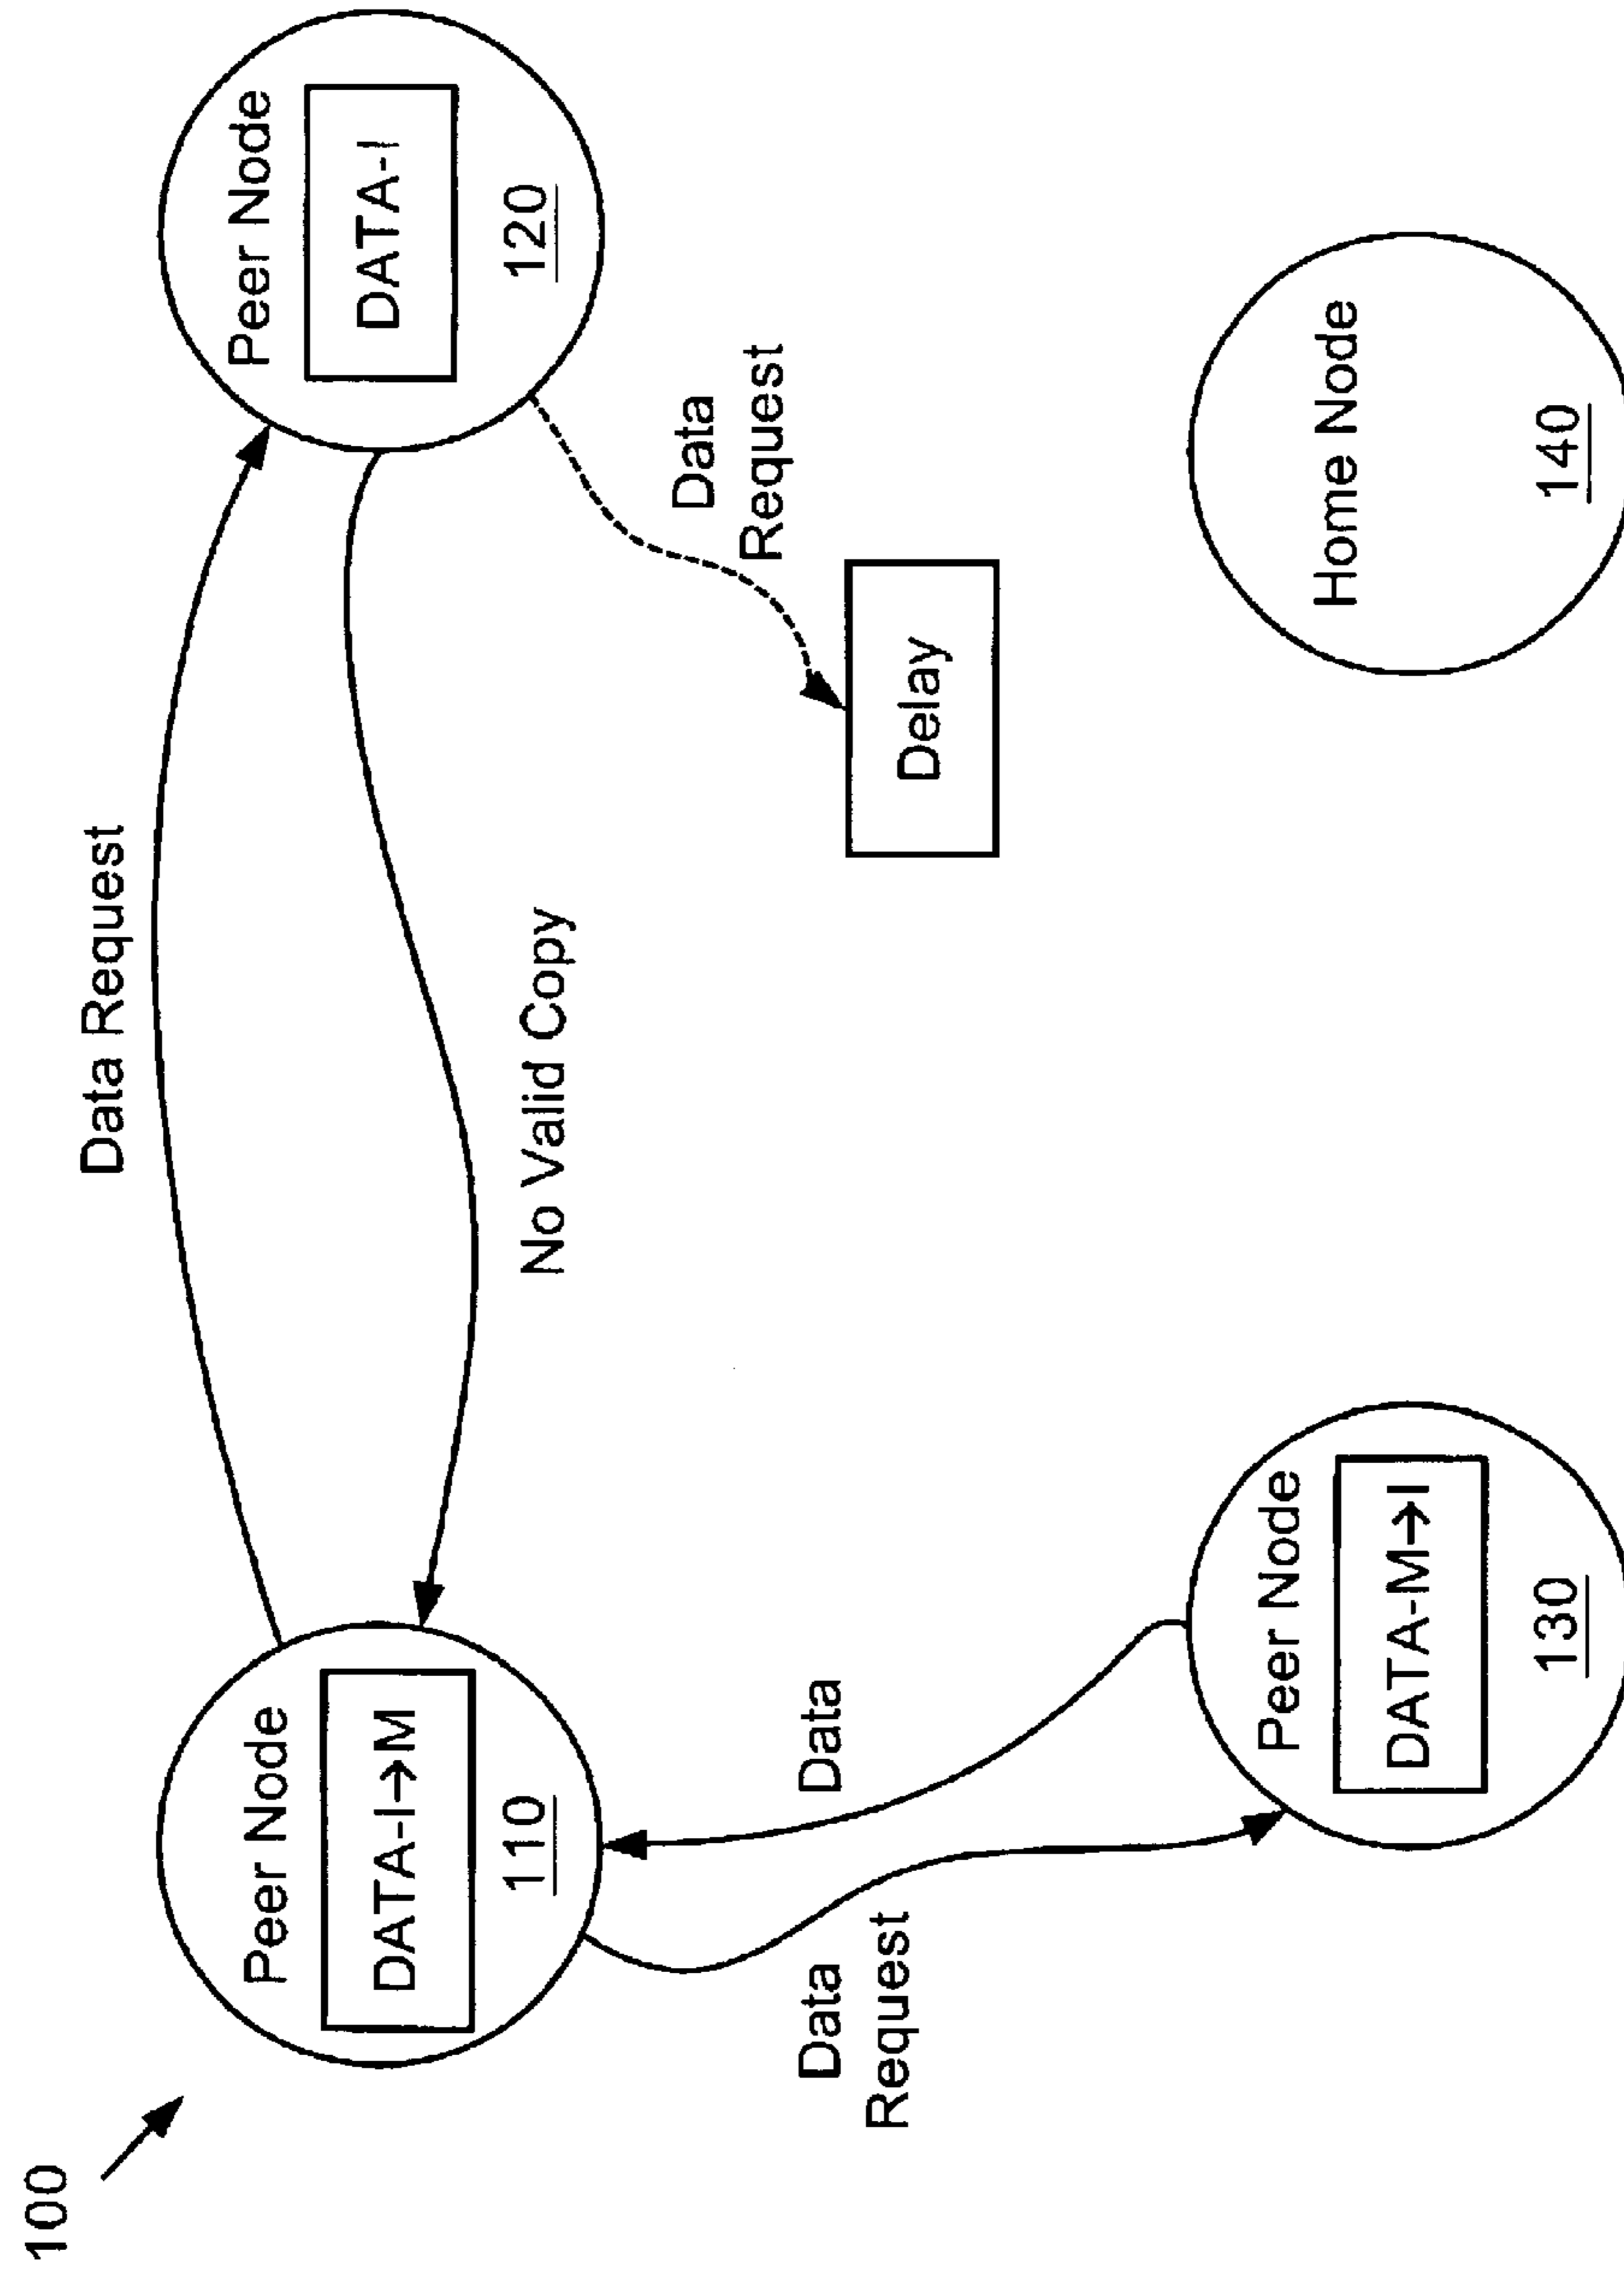 100
Data Request
Peer Node
DATA-I→M
110
Peer Node
DATA-I
120
No Valid Copy
Data
Request
Data
Request
Data
Delay
Peer Node
DATA-M→I
130
Home Node
140